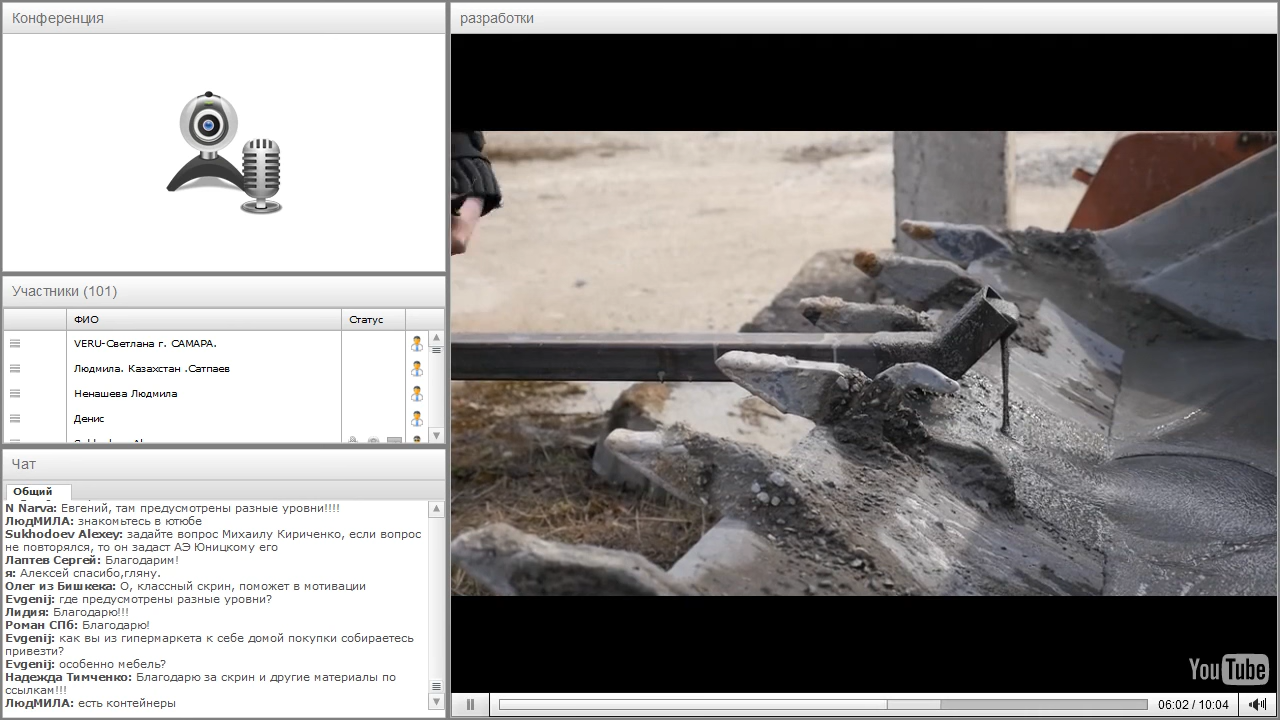 Конференция
разработки
Участники (101)
ФИО
Статус
VERU-Светлана г. САМАРА.
Людмила. Казахстан .Сатпаев
Ненашева Людмила
Денис
Чат
Общий
N Narva: Евгений, там предусмотрены разные уровни!!!!
ЛюдМИЛА: знакомьтесь в ютюбе
Sukhodoev Alexey: задайте вопрос Михаилу Кириченко, если вопрос
не повторялся, то он задаст АЭ Юницкому его
Лаптев Сергей: Благодарим!
я: Алексей спасибо,гляну.
Олег из Бишкека: О, классный скрин, поможет в мотивации
Evgenij: где предусмотрены разные уровни?
Лидия: Благодарю!!!
Роман СПб: Благодарю!
Evgenij: как вы из гипермаркета к себе домой покупки собираетесь
привезти?
Evgenij: особенно мебель?
Надежда Тимченко: Благодарю за скрин и другие материалы по
ссылкам!!!
ЛюдМИЛА: есть контейнеры
YouTube
06:02 / 10:04